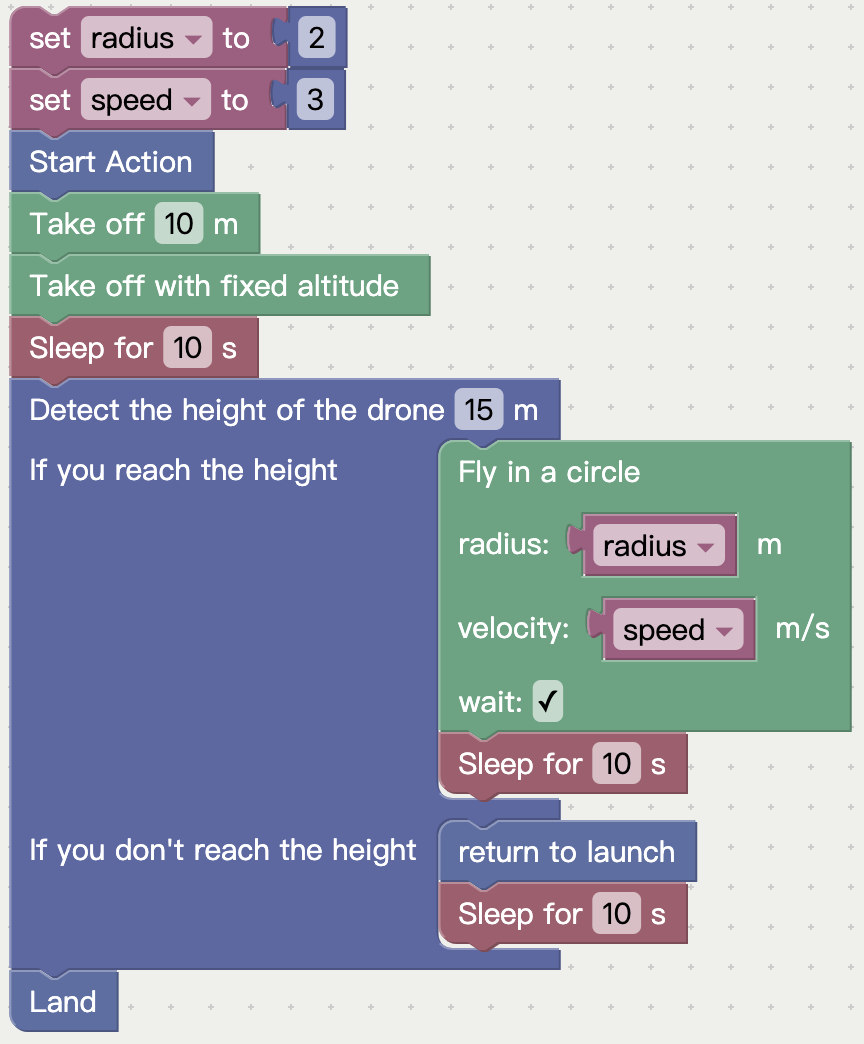 set radius to 2
set speed to 3
Start Action
Take off 10 m
Take off with fixed altitude
Sleep for 10 s
Detect the height of the drone 15 m
If you reach the height
Fly in a circle
radius: radius m
velocity: speed m/s
wait: ✓
Sleep for 10 s
If you don't reach the height
return to launch
Sleep for 10 s
Land